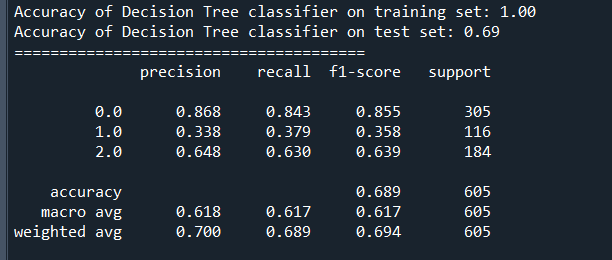 Accuracy of Decision Tree classifier on training set: 1.00
Accuracy of Decision Tree classifier on test set: 0.69
=======================================
precision recall f1-score support
0.0 0.868 0.843 0.855 305
1.0 0.338 0.379 0.358 116
2.0 0.648 0.630 0.639 184
accuracy 0.689 605
macro avg 0.618 0.617 0.617 605
weighted avg 0.700 0.689 0.694 605